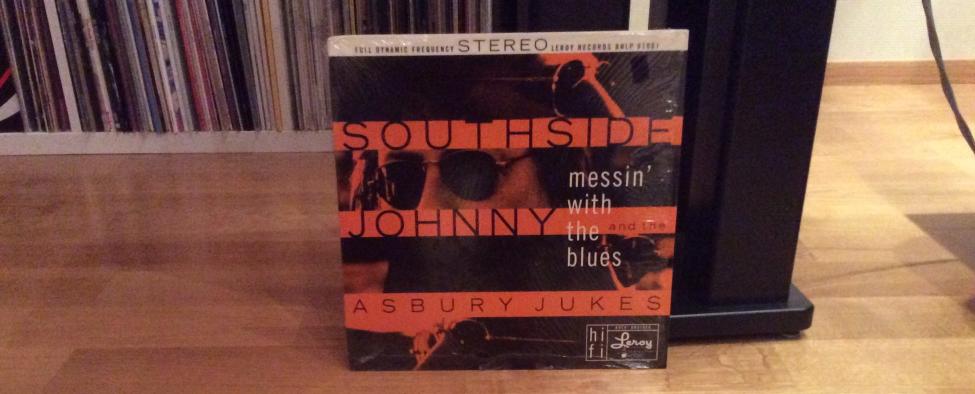 FULL DYNAMIC FREQUENCY STEREO LEROY RECORDS
SOUTHSIDE
messin'
with
JOHNNY the and the
blues
ASBURY JUKES
hi
fi
Leroy